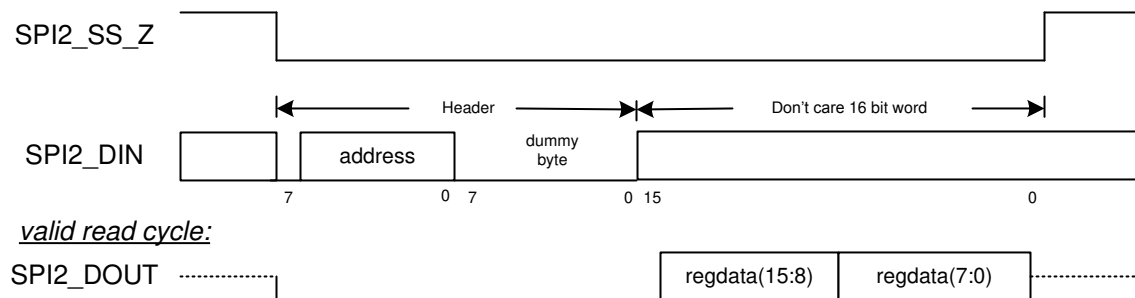 SPI2_SS_Z
Header
Don't care 16 bit word
SPI2_DIN
address
dummy
byte
7 0 7 0 15 0
valid read cycle:
SPI2_DOUT
regdata(15:8)
regdata(7:0)